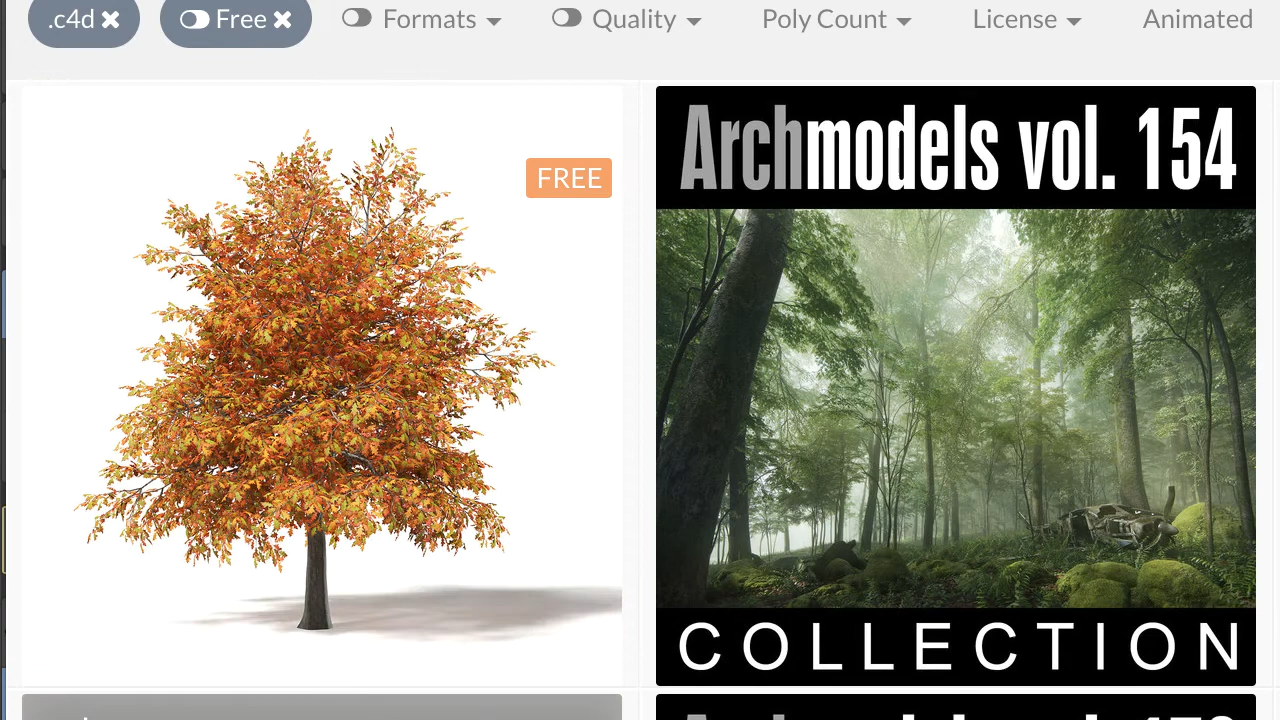 .c4d Free Formats Quality Poly Count License Animated
FREE
Archmodels vol. 154
COLLECTION